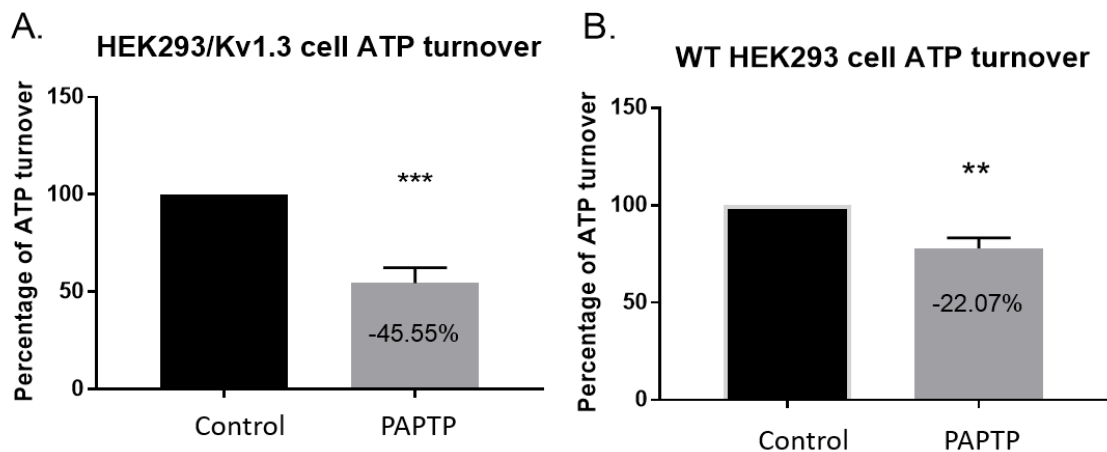 A.
HEK293/Kv1.3 cell ATP turnover
Percentage of ATP turnover
150
100
50
0
***
-45.55%
Control
PAPTP
B.
WT HEK293 cell ATP turnover
Percentage of ATP turnover
150
100
50
0
**
-22.07%
Control
PAPTP